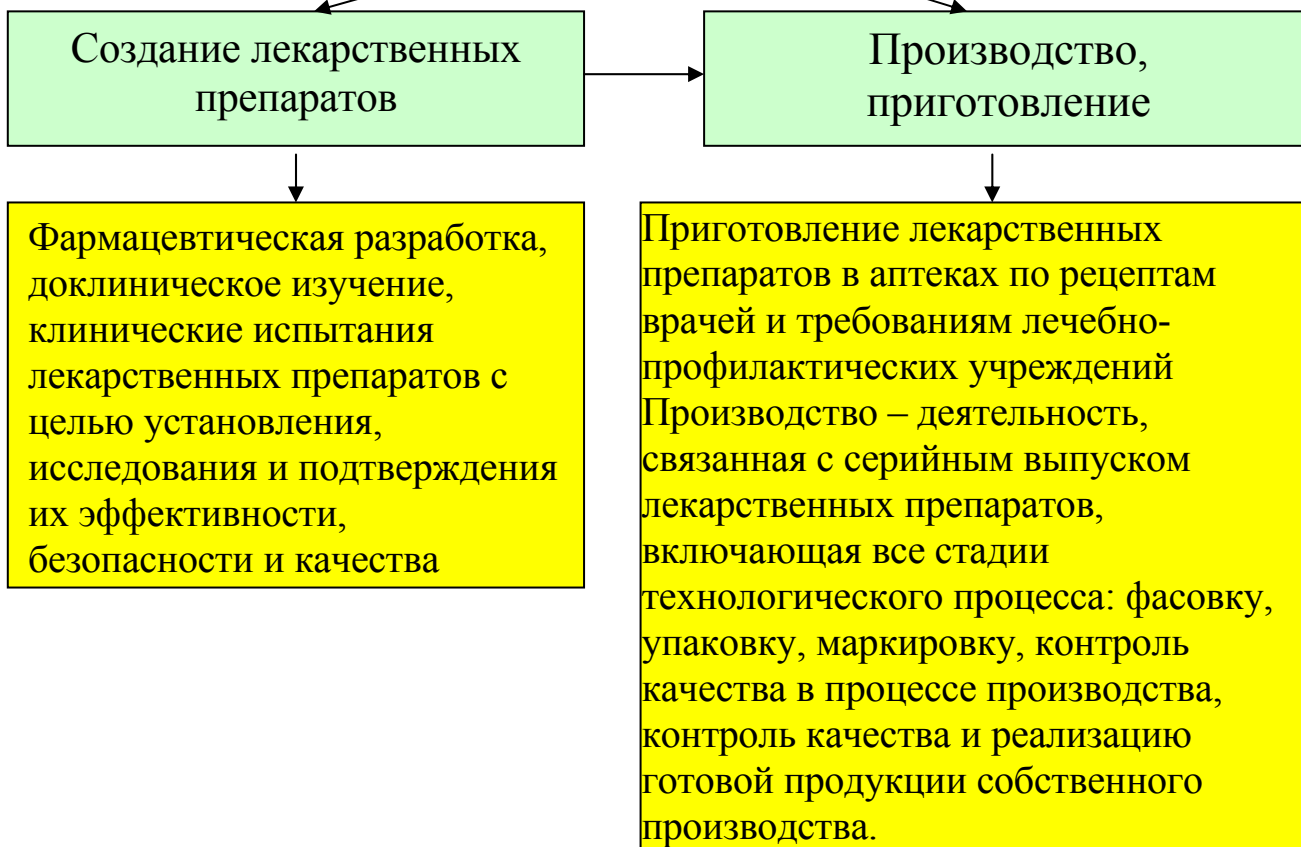 Создание лекарственных
препаратов
Производство,
приготовление
Фармацевтическая разработка,
доклиническое изучение,
клинические испытания
лекарственных препаратов с
целью установления,
исследования и подтверждения
их эффективности,
безопасности и качества
Приготовление лекарственных
препаратов в аптеках по рецептам
врачей и требованиям лечебно-
профилактических учреждений
Производство – деятельность,
связанная с серийным выпуском
лекарственных препаратов,
включающая все стадии
технологического процесса: фасовку,
упаковку, маркировку, контроль
качества в процессе производства,
контроль качества и реализацию
готовой продукции собственного
производства.